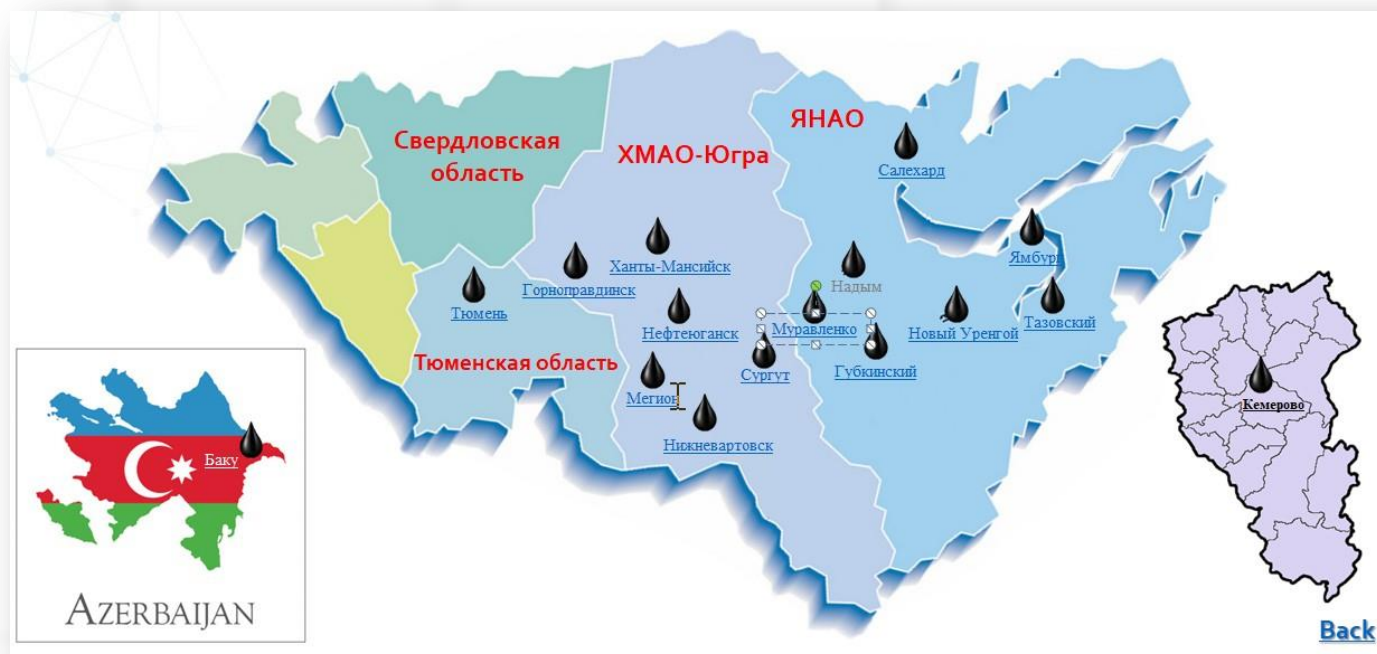 Свердловская
область
ХМАО-Югра
ЯНАО
Салехард
Ханты-Мансийск
Ямбург
Горноправдинск
Надым
Тюмень
Нефтеюганск
Муравленко
Новый Уренгой
Тазовский
Тюменская область
Сургут
Губкинский
Мегион
Нижневартовск
Кемерово
Баку
AZERBAIJAN
Back